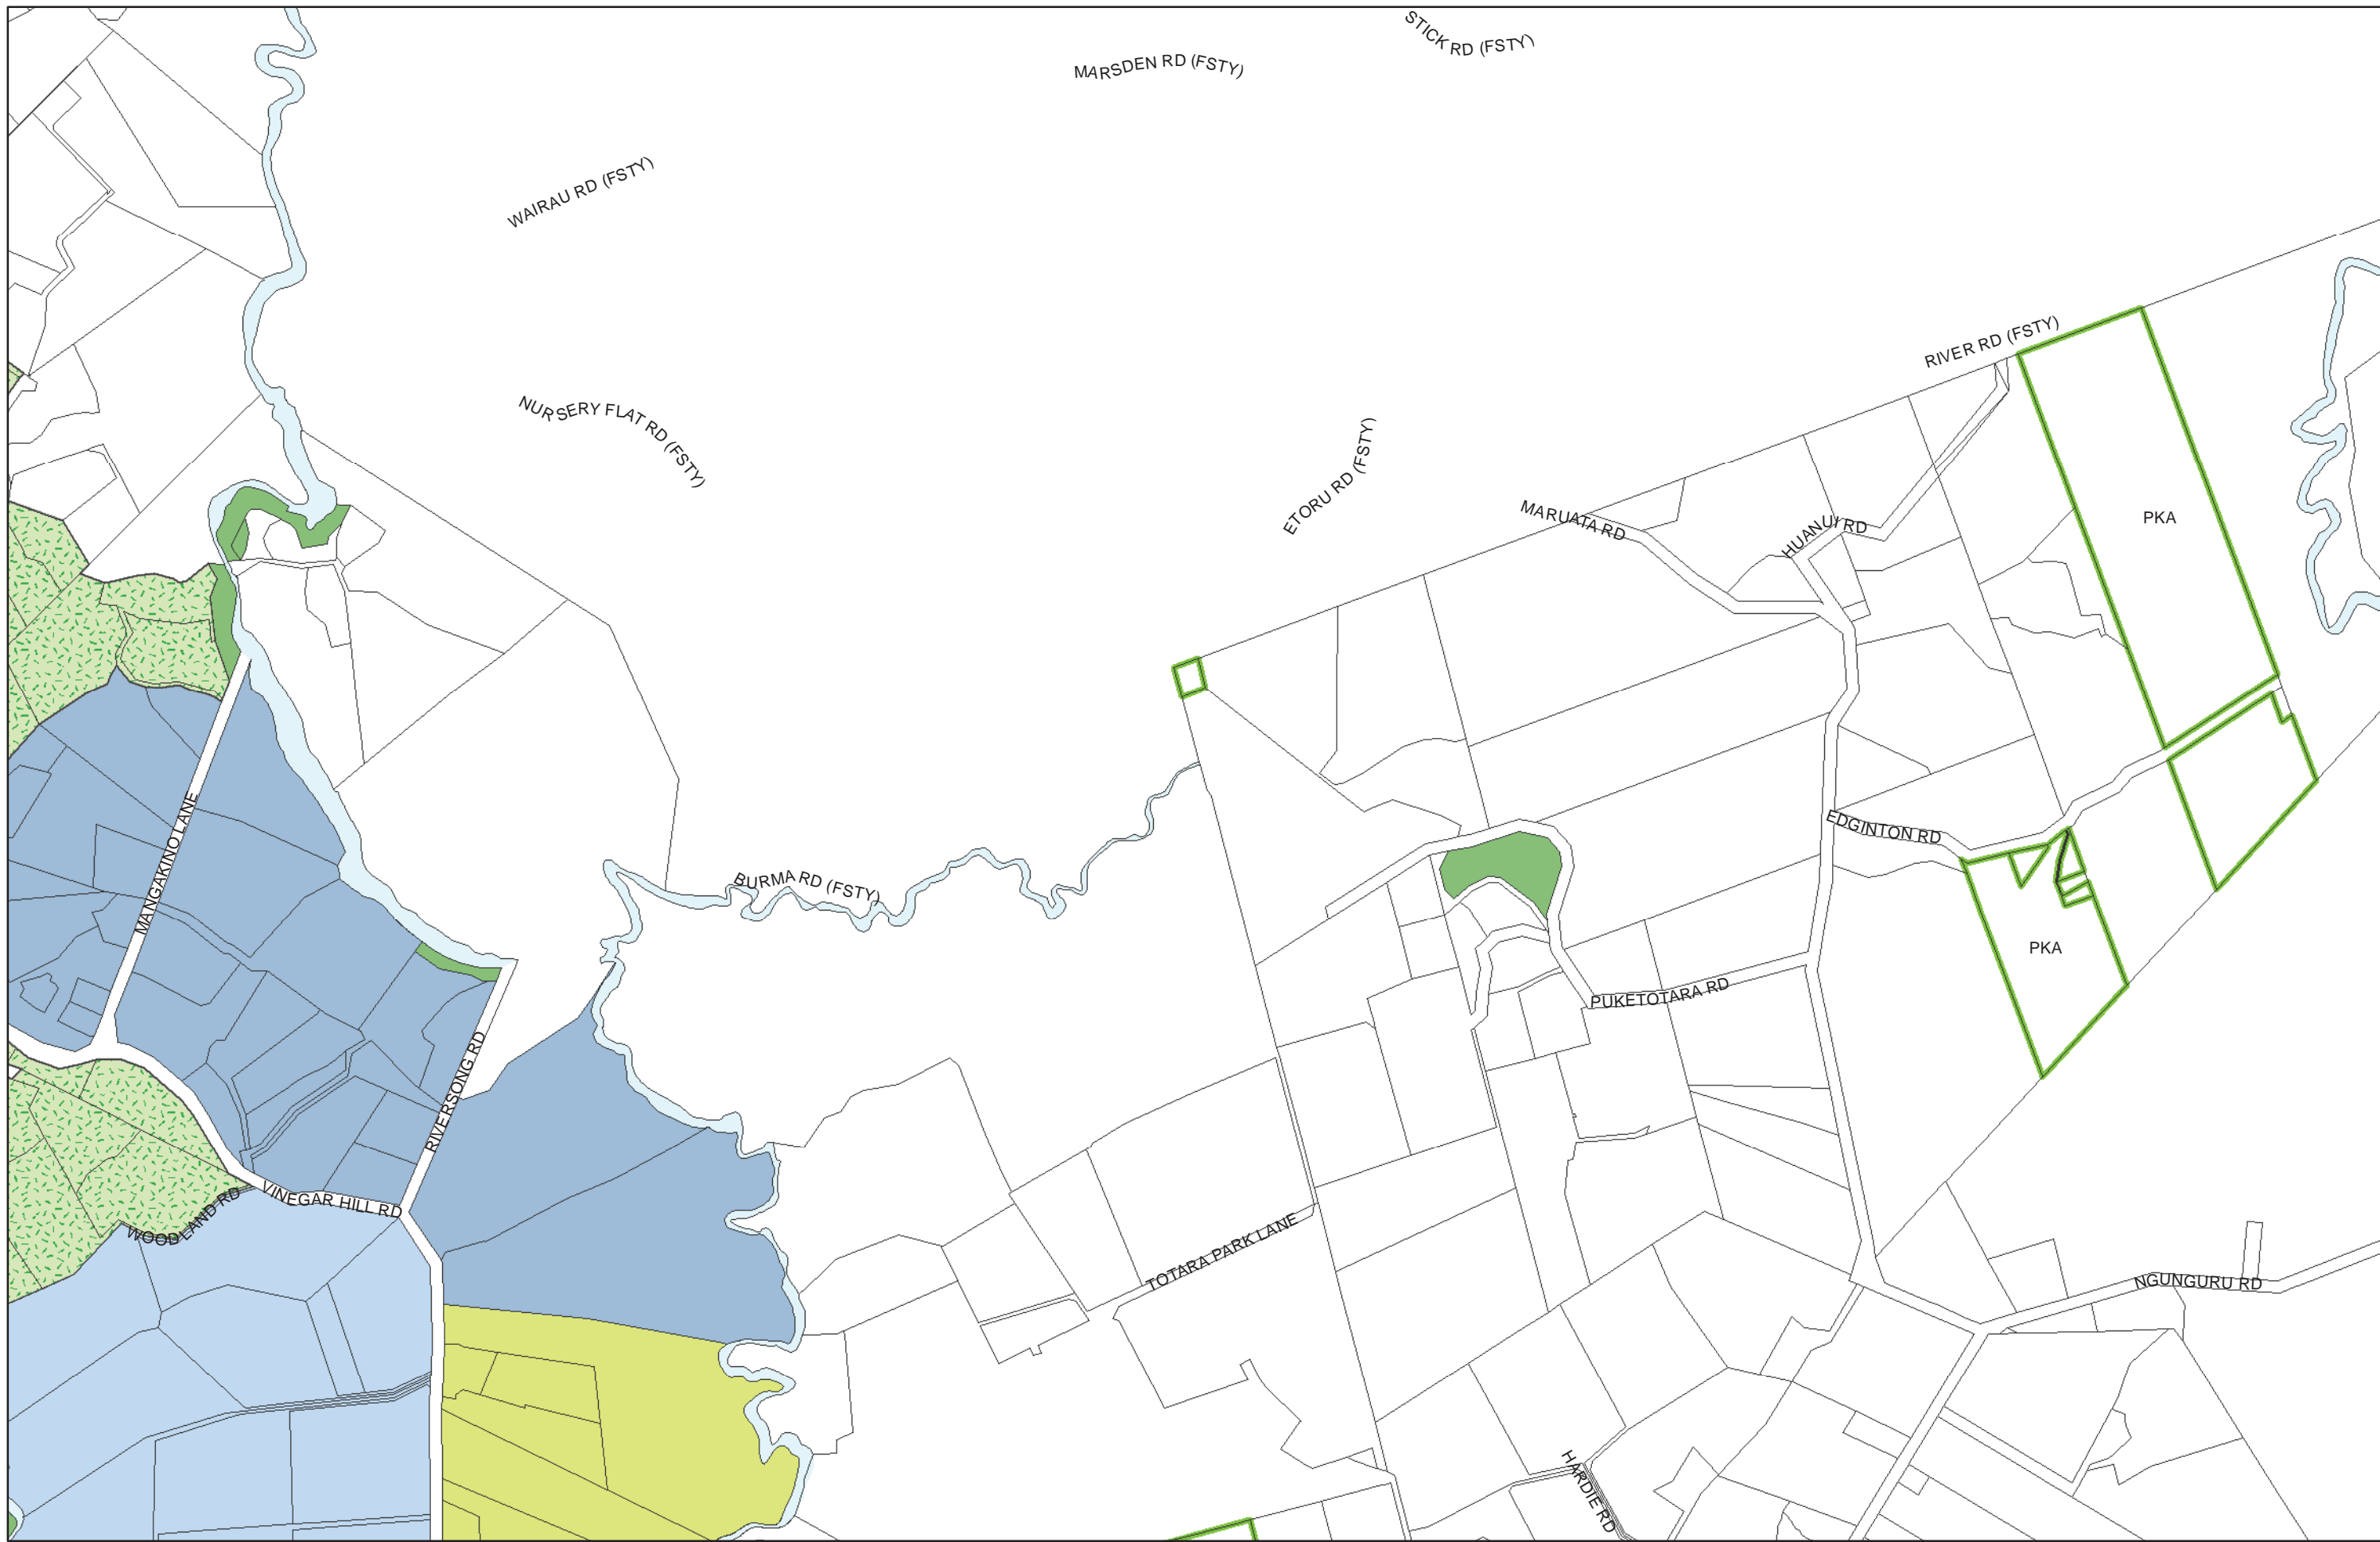 STICK RD (FSTY)
MARSDEN RD (FSTY)
WAIRAU RD (FSTY)
RIVER RD (FSTY)
NURSERY FLAT RD (FSTY)
ETORU RD (FSTY)
MARUATA RD
HUANUI RD
PKA
MANGAKINO LANE
EDGINTON RD
BURMA RD (FSTY)
PKA
PUKETOTARA RD
RIVERSONG RD
VINEGAR HILL RD
WOODLAND RD
TOTARA PARK LANE
NGUNGURU RD
HARDIE RD